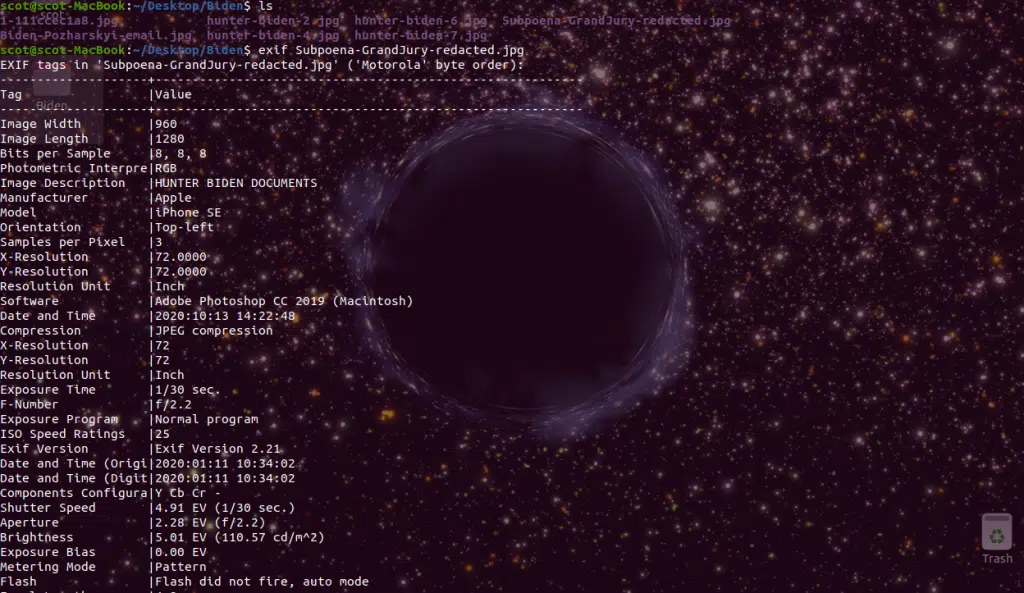 scot@scot-MacBook:~/Desktop/Biden$ ls
1-111ccec1a8.jpg hunter-biden-2.jpg hunter-biden-6.jpg Subpoena-GrandJury-redacted.jpg
Biden-Pozharskyi-email.jpg hunter-biden-4.jpg hunter-biden-7.jpg
scot@scot-MacBook:~/Desktop/Biden$ exif Subpoena-GrandJury-redacted.jpg
EXIF tags in 'Subpoena-GrandJury-redacted.jpg' ('Motorola' byte order):
--------------------+----------------------------------------------------------
Tag |Value
--------------------+----------------------------------------------------------
Biden
Image Width |960
Image Length |1280
Bits per Sample |8, 8, 8
Photometric Interpre|RGB
Image Description |HUNTER BIDEN DOCUMENTS
Manufacturer |Apple
Model |iPhone SE
Orientation |Top-left
Samples per Pixel |3
X-Resolution |72.0000
Y-Resolution |72.0000
Resolution Unit |Inch
Software |Adobe Photoshop CC 2019 (Macintosh)
Date and Time |2020:10:13 14:22:48
Compression |JPEG compression
X-Resolution |72
Y-Resolution |72
Resolution Unit |Inch
Exposure Time |1/30 sec.
F-Number |f/2.2
Exposure Program |Normal program
ISO Speed Ratings |25
Exif Version |Exif Version 2.21
Date and Time (Origi|2020:01:11 10:34:02
Date and Time (Digit|2020:01:11 10:34:02
Components Configura|Y Cb Cr -
Shutter Speed |4.91 EV (1/30 sec.)
Aperture |2.28 EV (f/2.2)
Brightness |5.01 EV (110.57 cd/m^2)
Exposure Bias |0.00 EV
Metering Mode |Pattern
Flash |Flash did not fire, auto mode
Trash